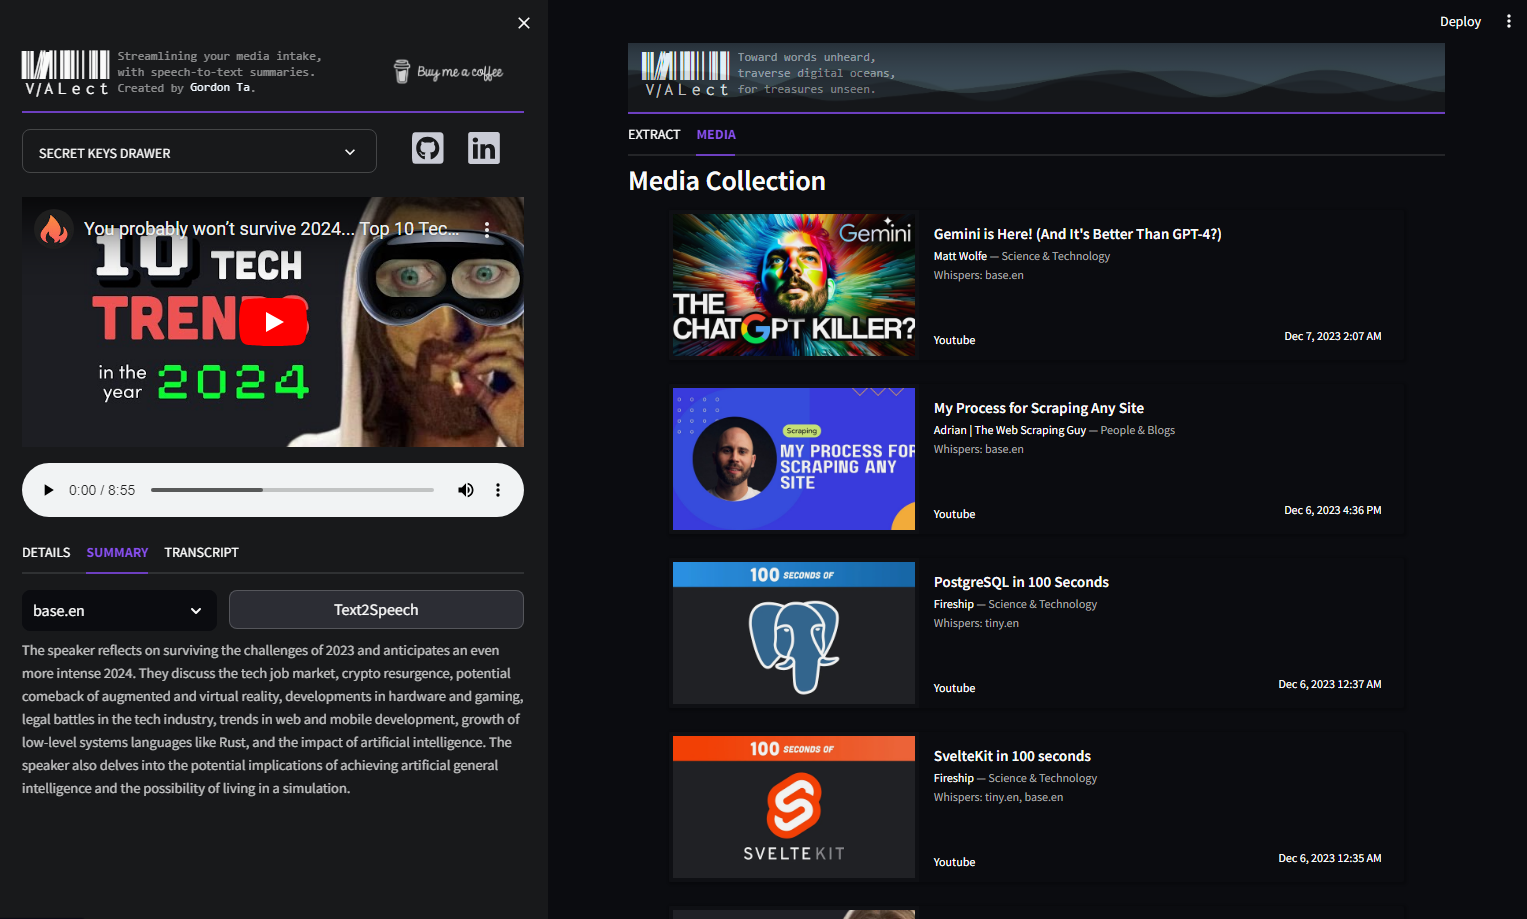 Streamlining your media intake,
with speech-to-text summaries.
Created by Gordon Ta.
V/ALect
Buy me a coffee
SECRET KEYS DRAWER
You probably won't survive 2024... Top 10 Tec...
10 TECH
TRENDS
in the
year 2024
0:00 / 8:55
DETAILS
SUMMARY
TRANSCRIPT
base.en
Text2Speech
The speaker reflects on surviving the challenges of 2023 and anticipates an even
more intense 2024. They discuss the tech job market, crypto resurgence, potential
comeback of augmented and virtual reality, developments in hardware and gaming,
legal battles in the tech industry, trends in web and mobile development, growth of
low-level systems languages like Rust, and the impact of artificial intelligence. The
speaker also delves into the potential implications of achieving artificial general
intelligence and the possibility of living in a simulation.
Deploy
Toward words unheard,
traverse digital oceans,
for treasures unseen.
V/ALect
EXTRACT
MEDIA
Media Collection
Gemini
THE
CHATGPT KILLER?
Gemini is Here! (And It's Better Than GPT-4?)
Matt Wolfe — Science & Technology
Whispers: base.en
Youtube
Dec 7, 2023 2:07 AM
Scraping
MY PROCESS FOR
SCRAPING ANY
SITE
My Process for Scraping Any Site
Adrian | The Web Scraping Guy — People & Blogs
Whispers: base.en
Youtube
Dec 6, 2023 4:36 PM
100 SECONDS OF
PostgreSQL in 100 Seconds
Fireship — Science & Technology
Whispers: tiny.en
Youtube
Dec 6, 2023 12:37 AM
100 SECONDS OF
SVELTEKIT
SvelteKit in 100 seconds
Fireship — Science & Technology
Whispers: tiny.en, base.en
Youtube
Dec 6, 2023 12:35 AM